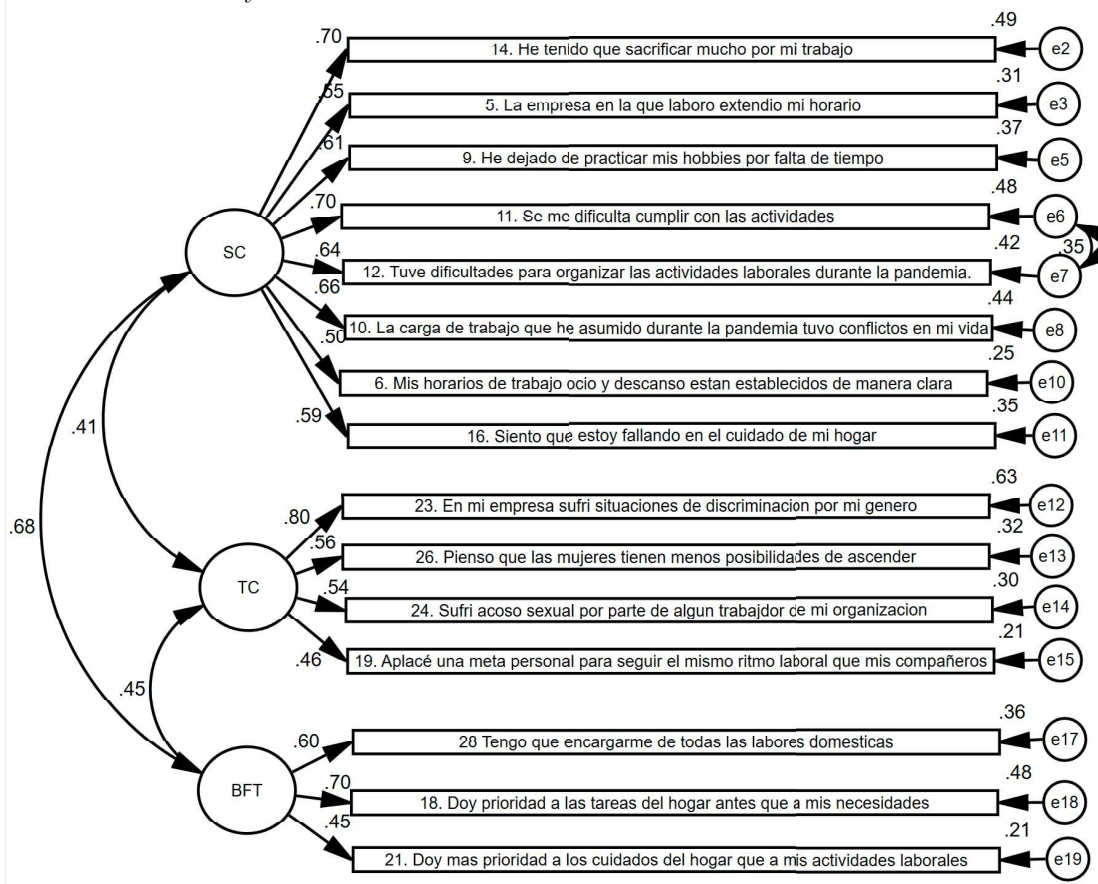 .49
.70
14. He tenido que sacrificar mucho por mi trabajo
e2
.31
.55
5. La empresa en la que laboro extendio mi horario
e3
.37
.61
9. He dejado de practicar mis hobbies por falta de tiempo
e5
.48
.70
11. Se me dificulta cumplir con las actividades
e6
SC
.42
.35
.64
12. Tuve dificultades para organizar las actividades laborales durante la pandemia.
e7
.44
.66
10. La carga de trabajo que he asumido durante la pandemia tuvo conflictos en mi vida
e8
.25
.50
6. Mis horarios de trabajo ocio y descanso estan establecidos de manera clara
e10
.35
.59
16. Siento que estoy fallando en el cuidado de mi hogar
e11
.41
.63
.80
23. En mi empresa sufri situaciones de discriminacion por mi genero
e12
.68
.32
.56
26. Pienso que las mujeres tienen menos posibilidades de ascender
e13
TC
.30
.54
24. Sufri acoso sexual por parte de algun trabajdor de mi organizacion
e14
.21
.46
19. Aplacé una meta personal para seguir el mismo ritmo laboral que mis compañeros
e15
.45
.36
.60
28 Tengo que encargarme de todas las labores domesticas
e17
BFT
.48
.70
18. Doy prioridad a las tareas del hogar antes que a mis necesidades
e18
.21
.45
21. Doy mas prioridad a los cuidados del hogar que a mis actividades laborales
e19